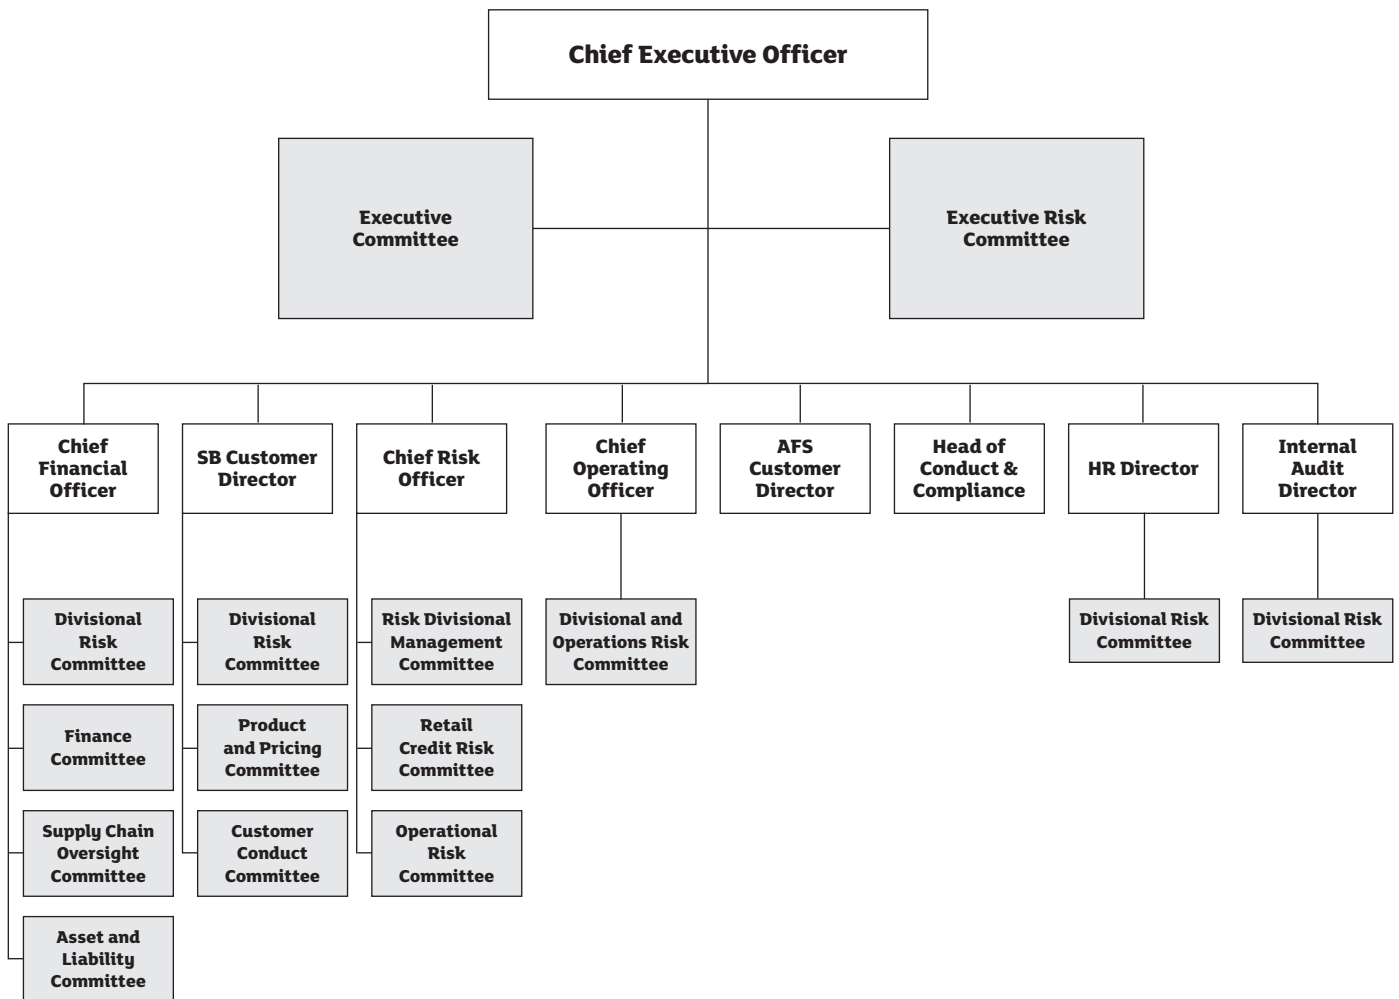 Chief Executive Officer
Executive
Committee
Executive Risk
Committee
Chief
Financial
Officer
SB Customer
Director
Chief Risk
Officer
Chief
Operating
Officer
AFS
Customer
Director
Head of
Conduct &
Compliance
HR Director
Internal
Audit
Director
Divisional
Risk
Committee
Divisional
Risk
Committee
Risk Divisional
Management
Committee
Divisional and
Operations Risk
Committee
Divisional Risk
Committee
Divisional Risk
Committee
Finance
Committee
Product
and Pricing
Committee
Retail
Credit Risk
Committee
Supply Chain
Oversight
Committee
Customer
Conduct
Committee
Operational
Risk
Committee
Asset and
Liability
Committee